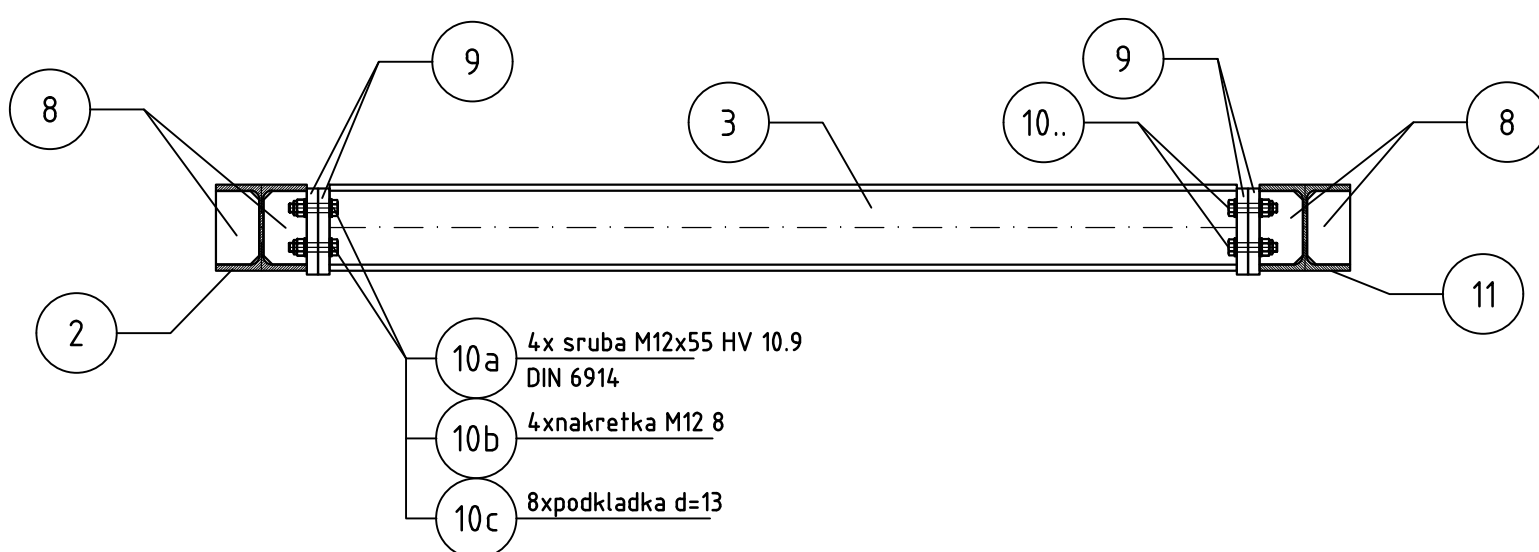 9
9
8
3
10..
8
2
11
10a
4x sruba M12x55 HV 10.9
DIN 6914
10b
4xnakretka M12 8
10c
8xpodkladka d=13